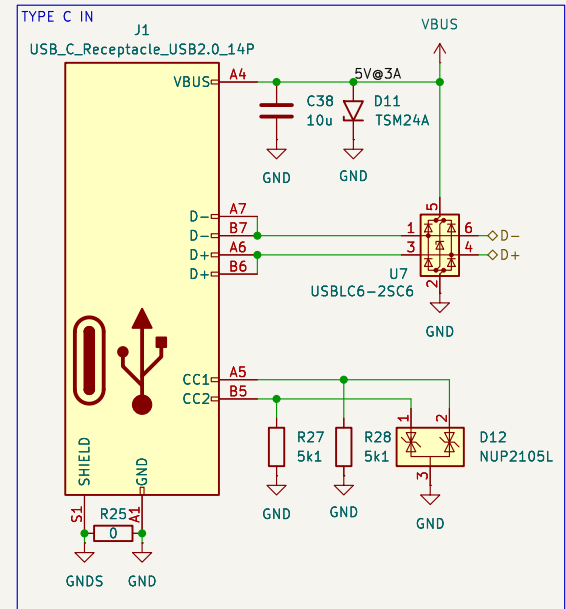 TYPE C IN
J1
USB_C_Receptacle_USB2.0_14P
VBUS
VBUS A4
5V@3A
C38
10u
D11
TSM24A
GND
GND
D- A7
D- B7
D+ A6
D+ B6
5
1
3
6
4
2
D-
D+
U7
USBLC6-2SC6
GND
CC1 A5
CC2 B5
R27
5k1
R28
5k1
1
2
3
D12
NUP2105L
GND
GND
GND
SHIELD
GND
S1
A1
R25
0
GNDS
GND